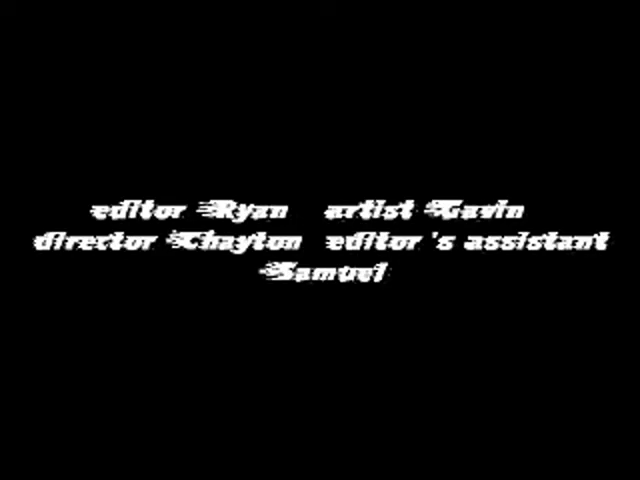 editor Ryan artist Gavin
director Chayton editor's assistant
Samuel